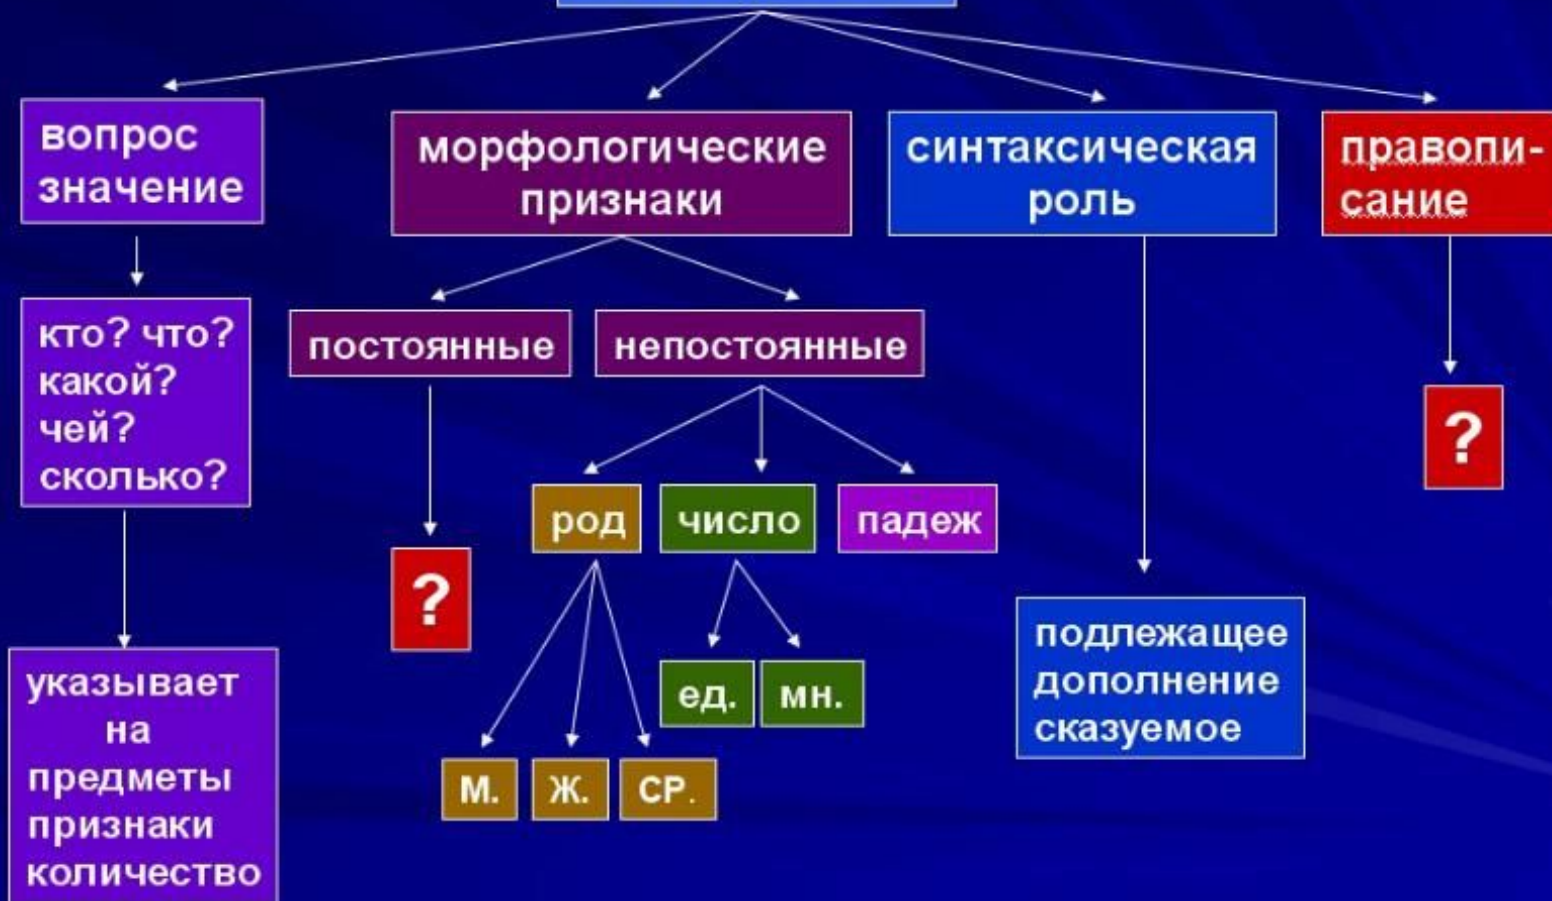 вопрос
значение
морфологические
признаки
синтаксическая
роль
правопи-
сание
кто? что?
какой?
чей?
сколько?
постоянные
непостоянные
?
род
число
падеж
?
указывает
на
предметы
признаки
количество
ед.
мн.
м.
ж.
ср.
подлежащее
дополнение
сказуемое